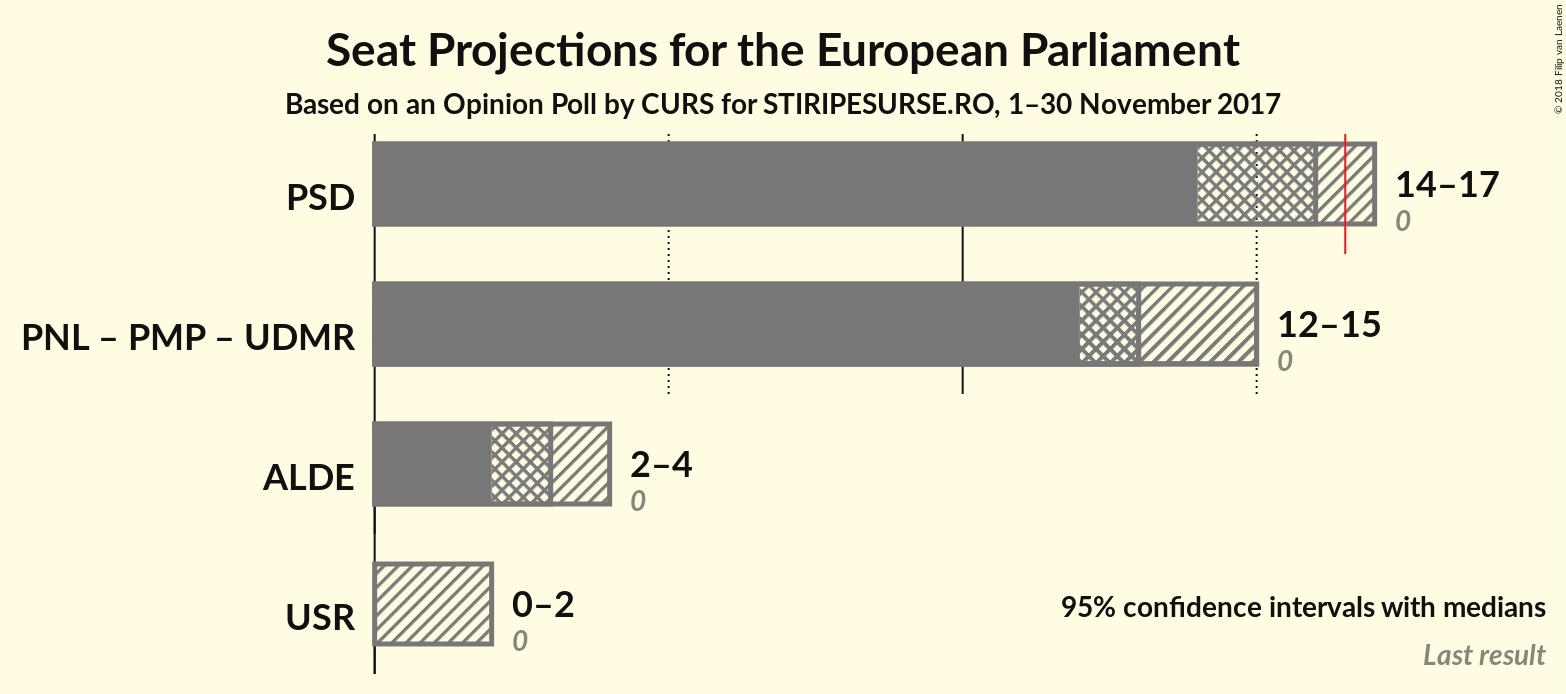 Seat Projections for the European Parliament
Based on an Opinion Poll by CURS for STIRIPESURSE.RO, 1–30 November 2017
© 2018 Filip van Laenen
PSD
14–17
0
PNL – PMP – UDMR
12–15
0
ALDE
2–4
0
USR
0–2
0
95% confidence intervals with medians
Last result